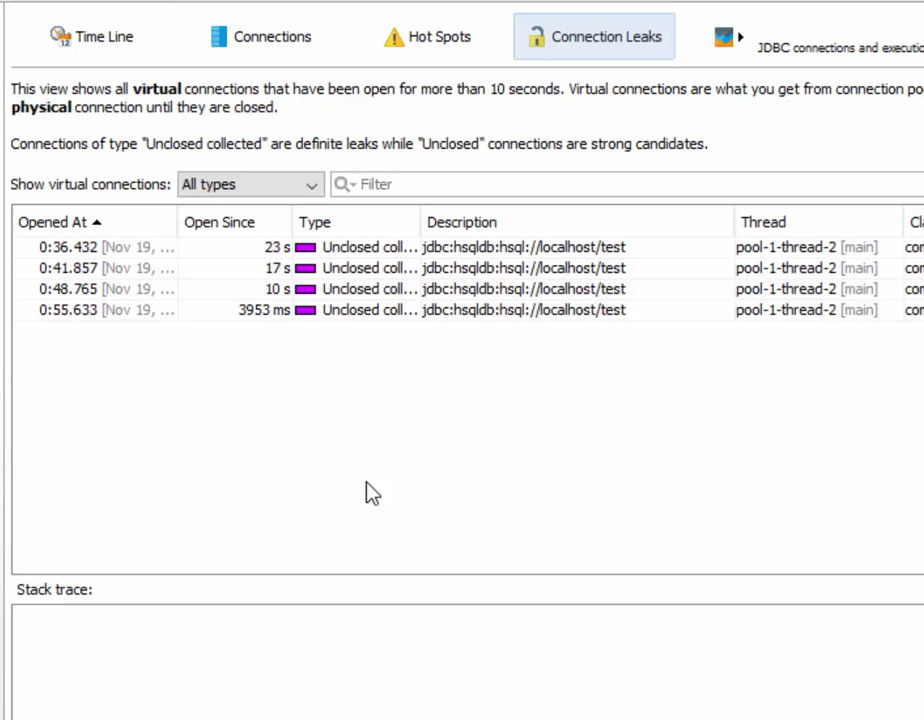 Time Line Connections Hot Spots Connection Leaks JDBC connections and executio
This view shows all virtual connections that have been open for more than 10 seconds. Virtual connections are what you get from connection po
physical connection until they are closed.
Connections of type "Unclosed collected" are definite leaks while "Unclosed" connections are strong candidates.
Show virtual connections: All types Filter
Opened At Open Since Type Description Thread Cla
0:36.432 [Nov 19, ... 23 s Unclosed coll... jdbc:hsqldb:hsql://localhost/test pool-1-thread-2 [main] com
0:41.857 [Nov 19, ... 17 s Unclosed coll... jdbc:hsqldb:hsql://localhost/test pool-1-thread-2 [main] com
0:48.765 [Nov 19, ... 10 s Unclosed coll... jdbc:hsqldb:hsql://localhost/test pool-1-thread-2 [main] com
0:55.633 [Nov 19, ... 3953 ms Unclosed coll... jdbc:hsqldb:hsql://localhost/test pool-1-thread-2 [main] com
Stack trace: